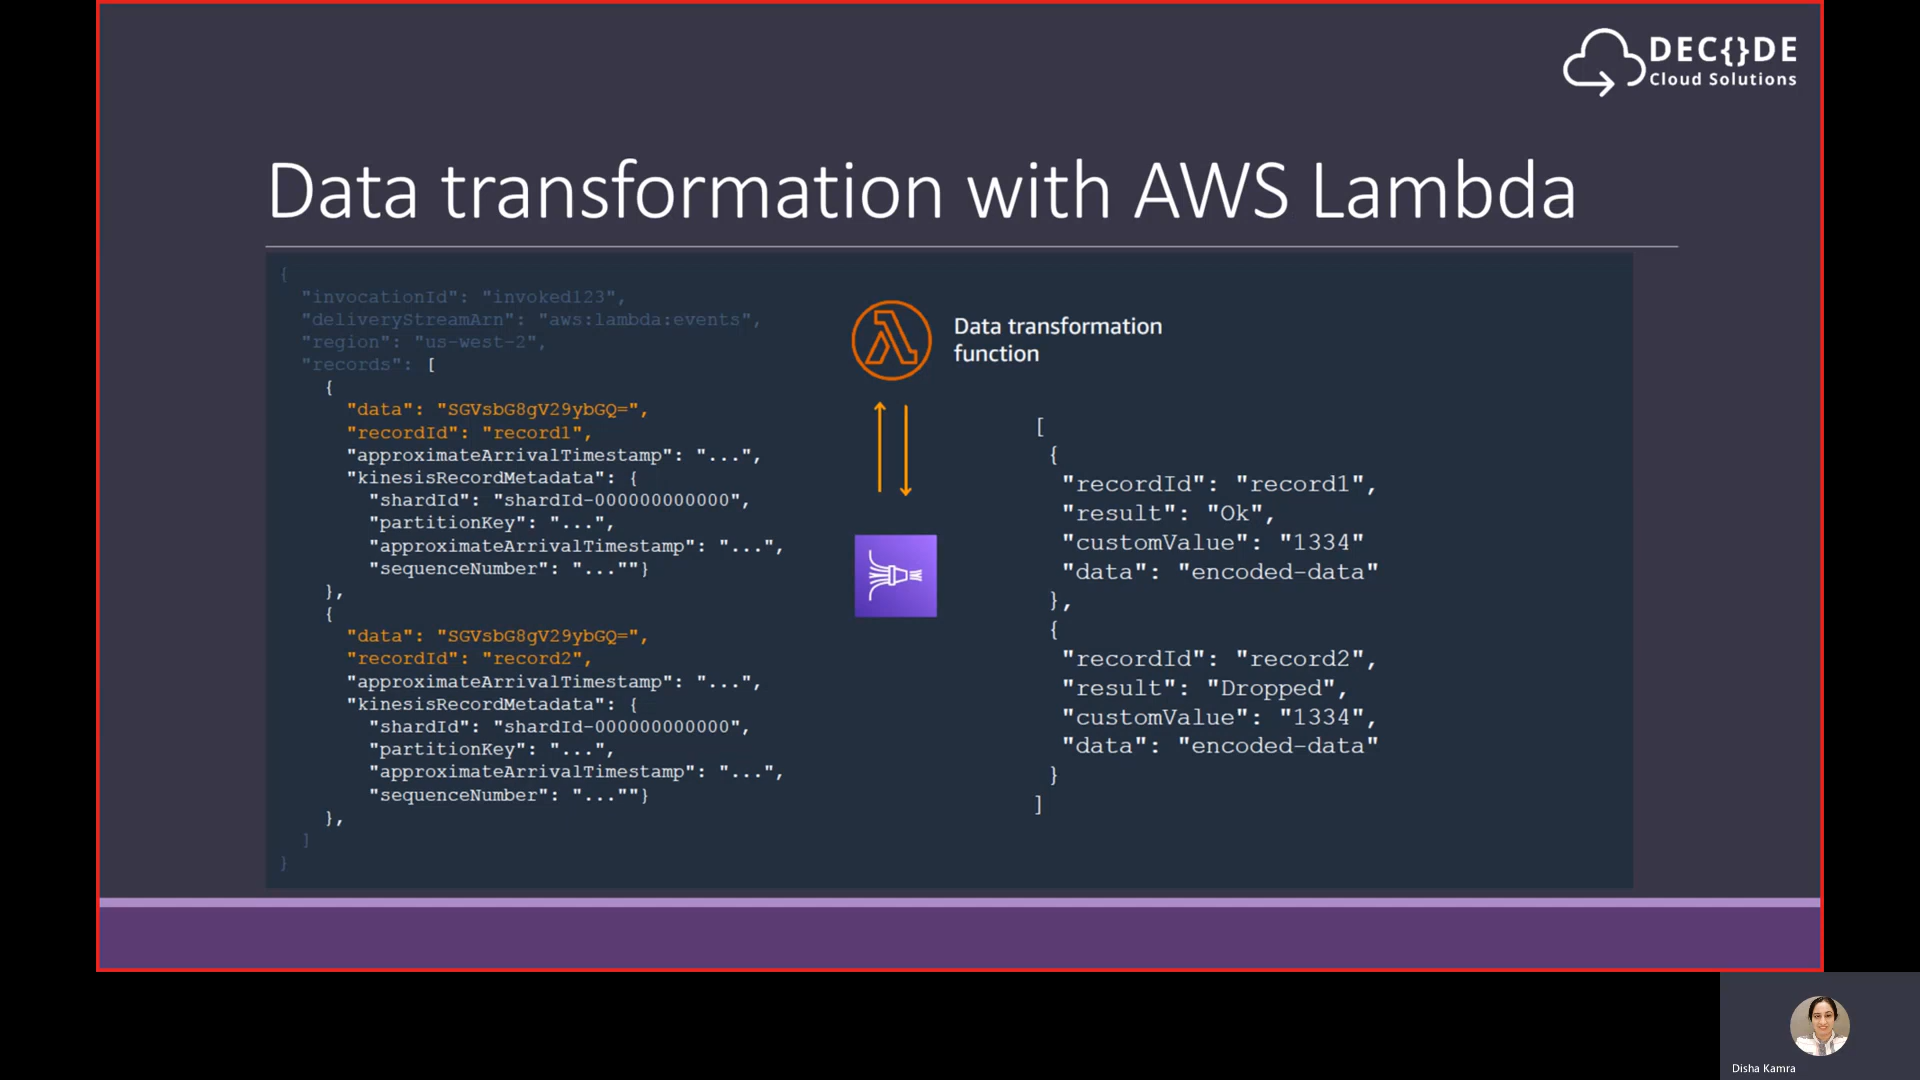 DEC{}DE
Cloud Solutions
Data transformation with AWS Lambda
{
"invocationId": "invoked123",
"deliveryStreamArn": "aws:lambda:events",
"region": "us-west-2",
"records": [
{
"data": "SGVsbG8gV29ybGQ=",
"recordId": "record1",
"approximateArrivalTimestamp": "...",
"kinesisRecordMetadata": {
"shardId": "shardId-000000000000",
"partitionKey": "...",
"approximateArrivalTimestamp": "...",
"sequenceNumber": "...""}
},
{
"data": "SGVsbG8gV29ybGQ=",
"recordId": "record2",
"approximateArrivalTimestamp": "...",
"kinesisRecordMetadata": {
"shardId": "shardId-000000000000",
"partitionKey": "...",
"approximateArrivalTimestamp": "...",
"sequenceNumber": "...""}
},
]
}
Data transformation
function
[
{
"recordId": "record1",
"result": "Ok",
"customValue": "1334"
"data": "encoded-data"
},
{
"recordId": "record2",
"result": "Dropped",
"customValue": "1334",
"data": "encoded-data"
}
]
Disha Kamra